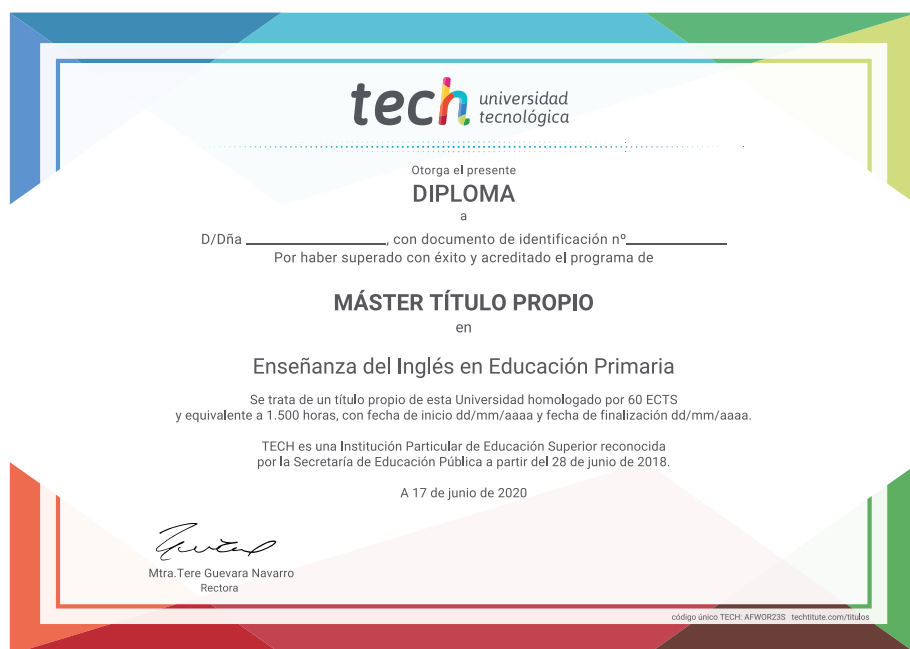 tech universidad
tecnológica
Otorga el presente
DIPLOMA
a
D/Dña ____________________, con documento de identificación nº______________
Por haber superado con éxito y acreditado el programa de
MÁSTER TÍTULO PROPIO
en
Enseñanza del Inglés en Educación Primaria
Se trata de un título propio de esta Universidad homologado por 60 ECTS
y equivalente a 1.500 horas, con fecha de inicio dd/mm/aaaa y fecha de finalización dd/mm/aaaa.
TECH es una Institución Particular de Educación Superior reconocida
por la Secretaría de Educación Pública a partir del 28 de junio de 2018.
A 17 de junio de 2020
Mtra.Tere Guevara Navarro
Rectora
código único TECH: AFWOR23S techtitute.com/titulos